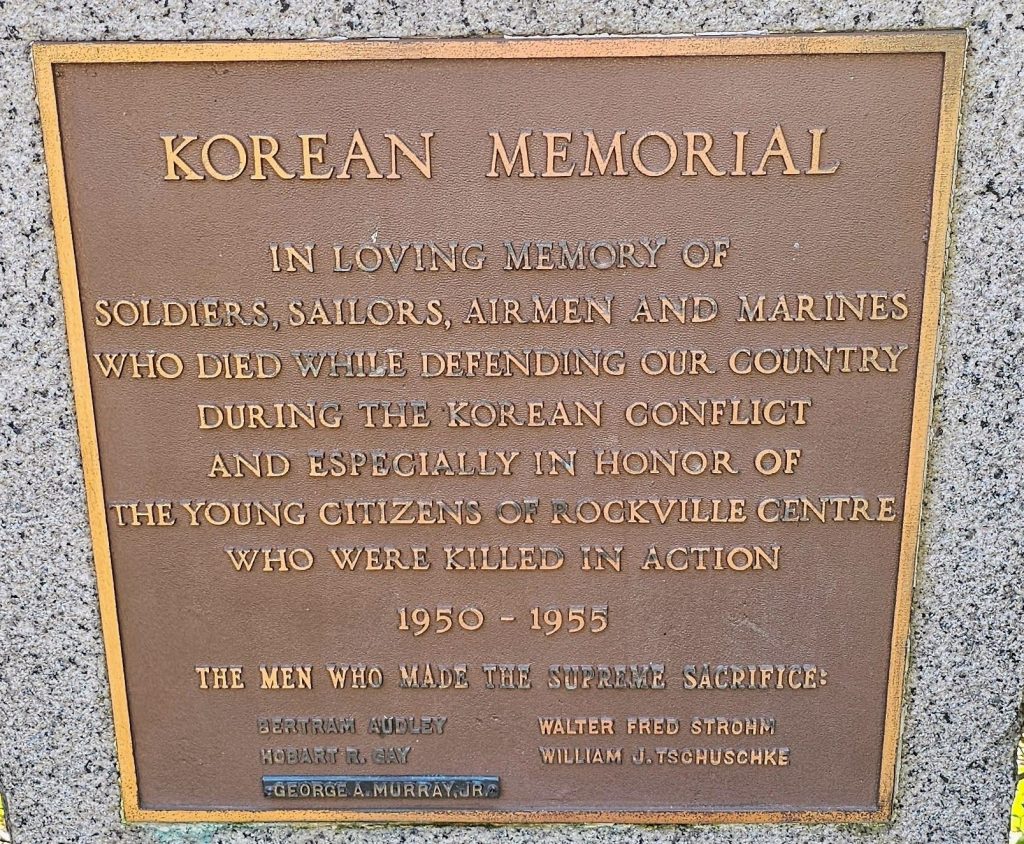 KOREAN MEMORIAL
IN LOVING MEMORY OF
SOLDIERS, SAILORS, AIRMEN AND MARINES
WHO DIED WHILE DEFENDING OUR COUNTRY
DURING THE KOREAN CONFLICT
AND ESPECIALLY IN HONOR OF
THE YOUNG CITIZENS OF ROCKVILLE CENTRE
WHO WERE KILLED IN ACTION
1950 - 1955
THE MEN WHO MADE THE SUPREME SACRIFICE:
BERTRAM AUDLEY
HOBART R. GAY
GEORGE A. MURRAY, JR.
WALTER FRED STROHM
WILLIAM J. TSCHUSCHKE